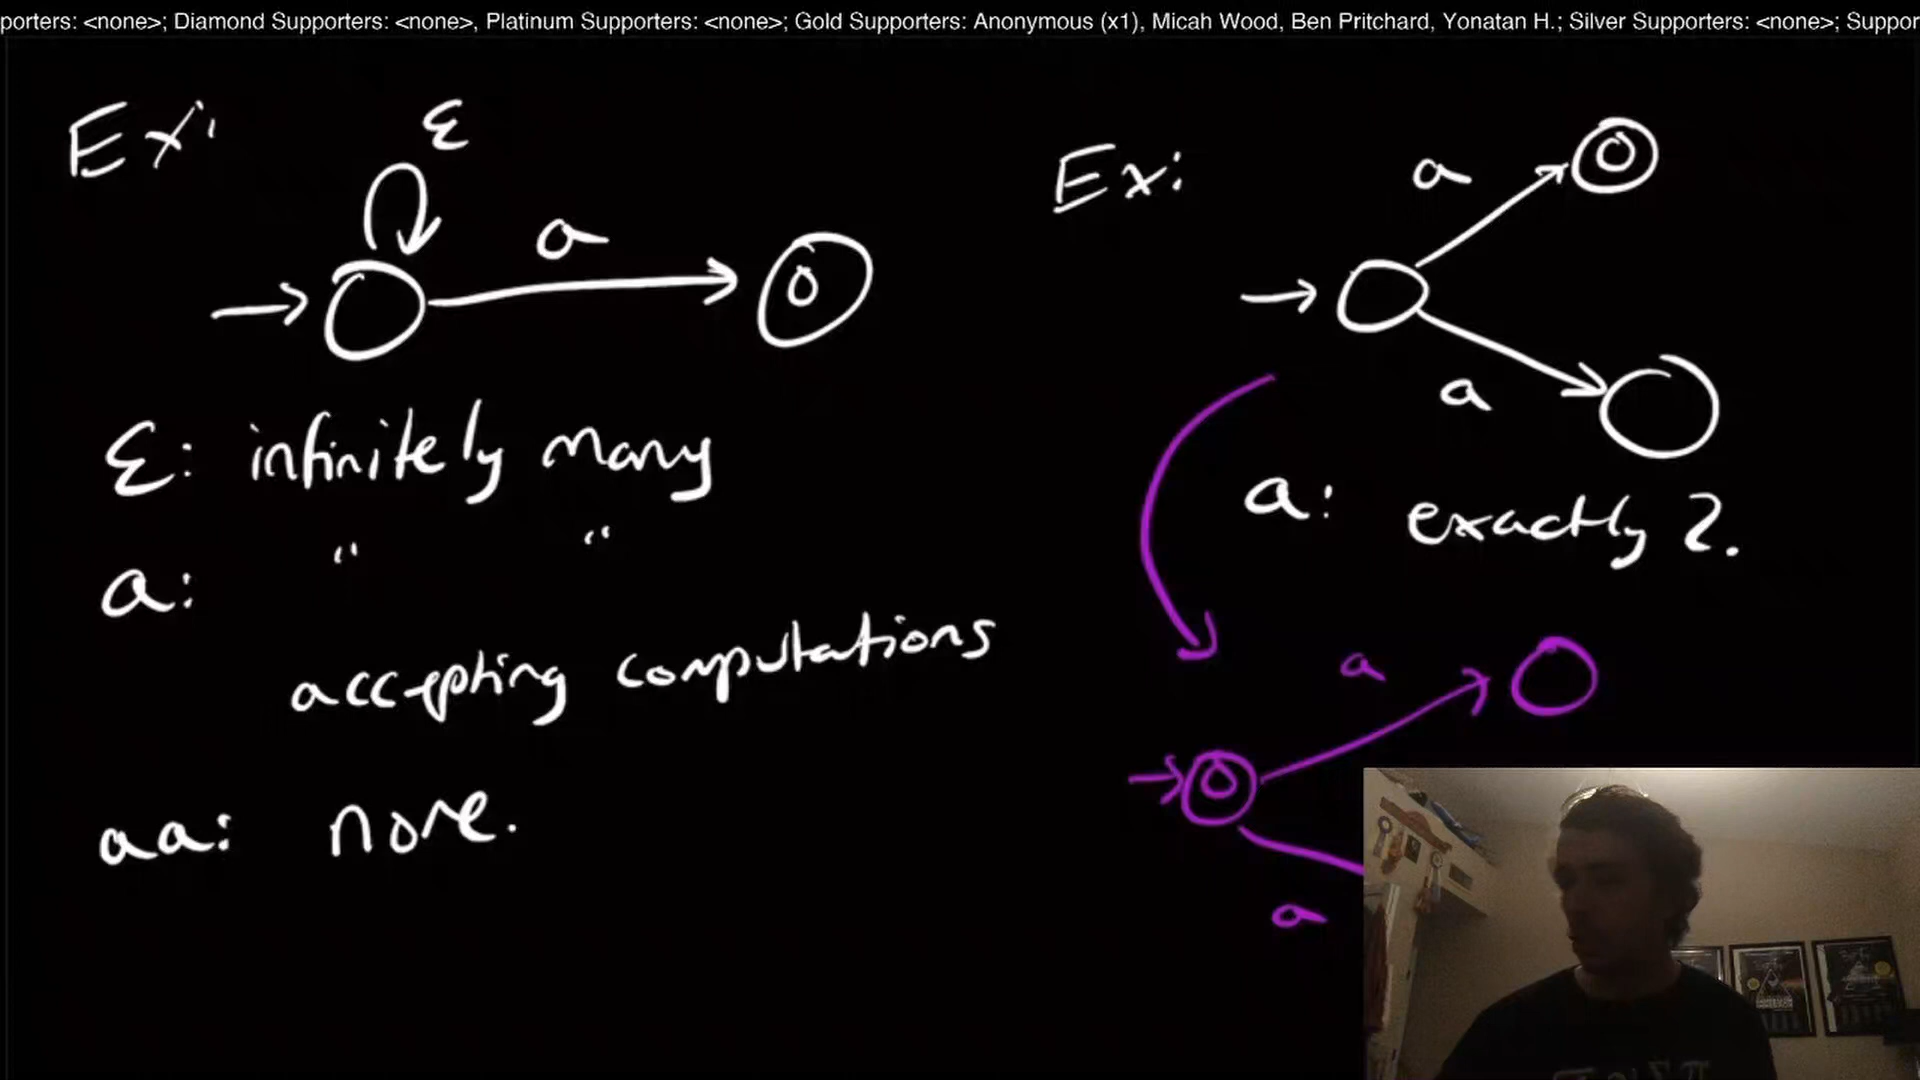 porters: <none>; Diamond Supporters: <none>, Platinum Supporters: <none>; Gold Supporters: Anonymous (x1), Micah Wood, Ben Pritchard, Yonatan H.; Silver Supporters: <none>; Suppor
Ex:
ε
a
ε: infinitely many
a: " "
accepting computations
aa: none.
Ex:
a
a
a: exactly 2.
a
a